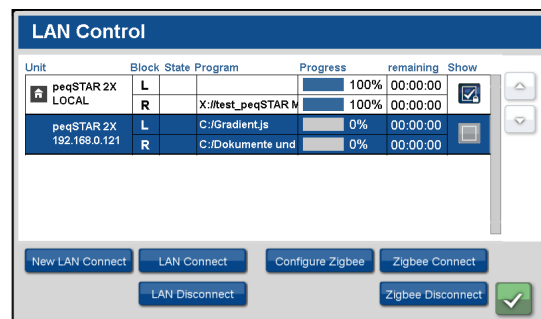 LAN Control
Unit Block State Program Progress remaining Show
peqSTAR 2X L 100% 00:00:00
LOCAL R X://test_peqSTAR M 100% 00:00:00
peqSTAR 2X L C:/Gradient.js 0% 00:00:00
192.168.0.121 R C:/Dokumente und 0% 00:00:00
New LAN Connect LAN Connect Configure Zigbee Zigbee Connect
LAN Disconnect Zigbee Disconnect